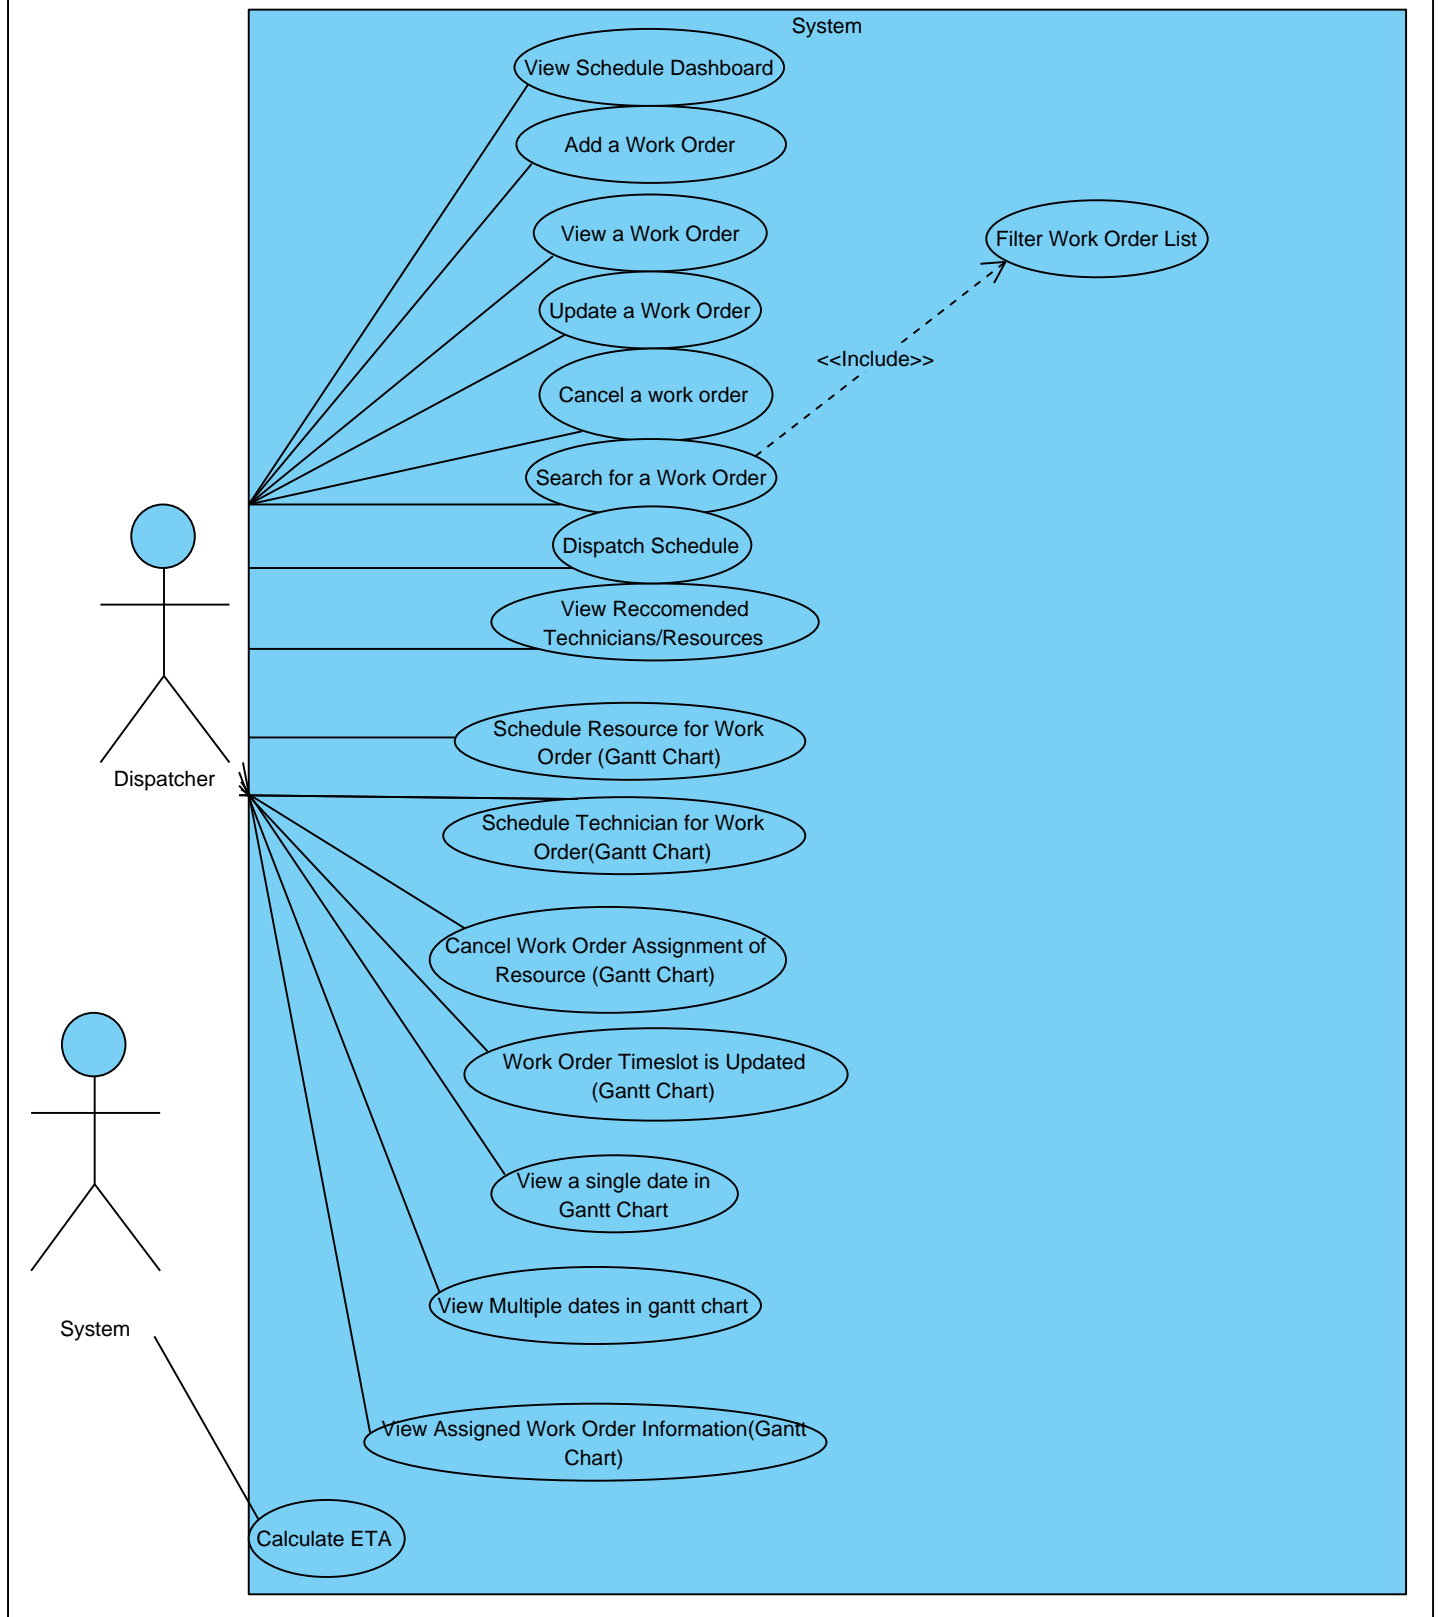 System
View Schedule Dashboard
Add a Work Order
View a Work Order
Filter Work Order List
Update a Work Order
<<Include>>
Cancel a work order
Search for a Work Order
Dispatch Schedule
View Reccomended
Technicians/Resources
Schedule Resource for Work
Order (Gantt Chart)
Dispatcher
Schedule Technician for Work
Order(Gantt Chart)
Cancel Work Order Assignment of
Resource (Gantt Chart)
Work Order Timeslot is Updated
(Gantt Chart)
View a single date in
Gantt Chart
View Multiple dates in gantt chart
System
View Assigned Work Order Information(Gantt
Chart)
Calculate ETA